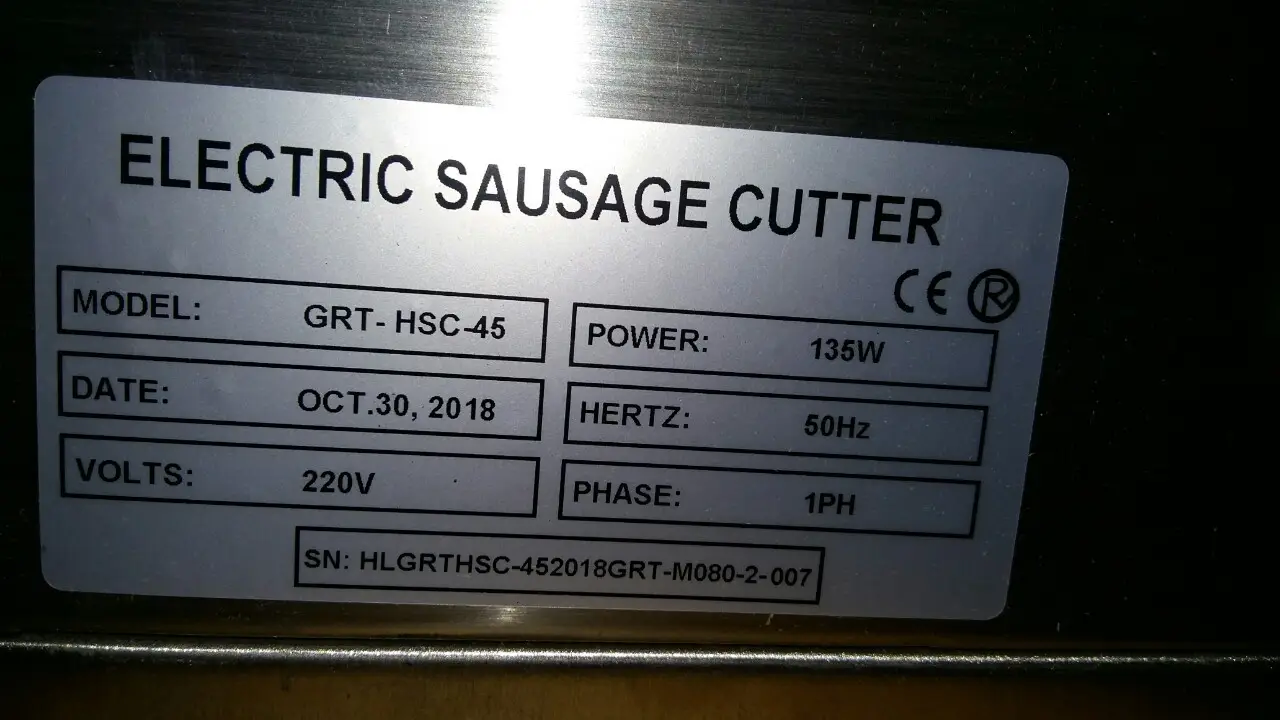 ELECTRIC SAUSAGE CUTTER
CE ®
MODEL: GRT- HSC-45
POWER: 135W
DATE: OCT.30, 2018
HERTZ: 50Hz
VOLTS: 220V
PHASE: 1PH
SN: HLGRTHSC-452018GRT-M080-2-007